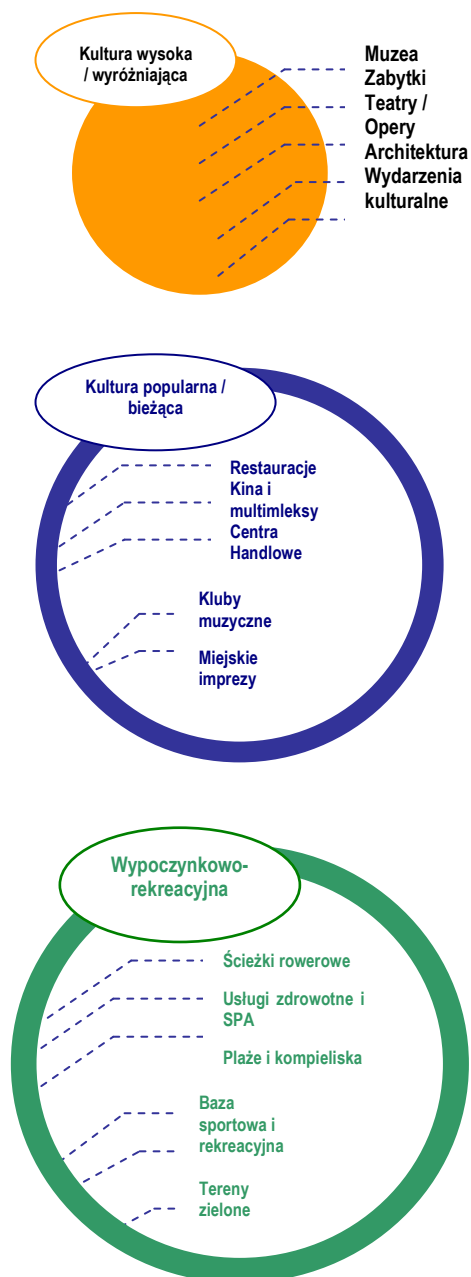 Kultura wysoka
/ wyróżniająca
Muzea
Zabytki
Teatry /
Opery
Architektura
Wydarzenia
kulturalne
Kultura popularna /
bieżąca
Restauracje
Kina i
multimleksy
Centra
Handlowe
Kluby
muzyczne
Miejskie
imprezy
Wypoczynkowo-
rekreacyjna
Ścieżki rowerowe
Usługi zdrowotne i
SPA
Plaże i kompieliska
Baza
sportowa i
rekreacyjna
Tereny
zielone